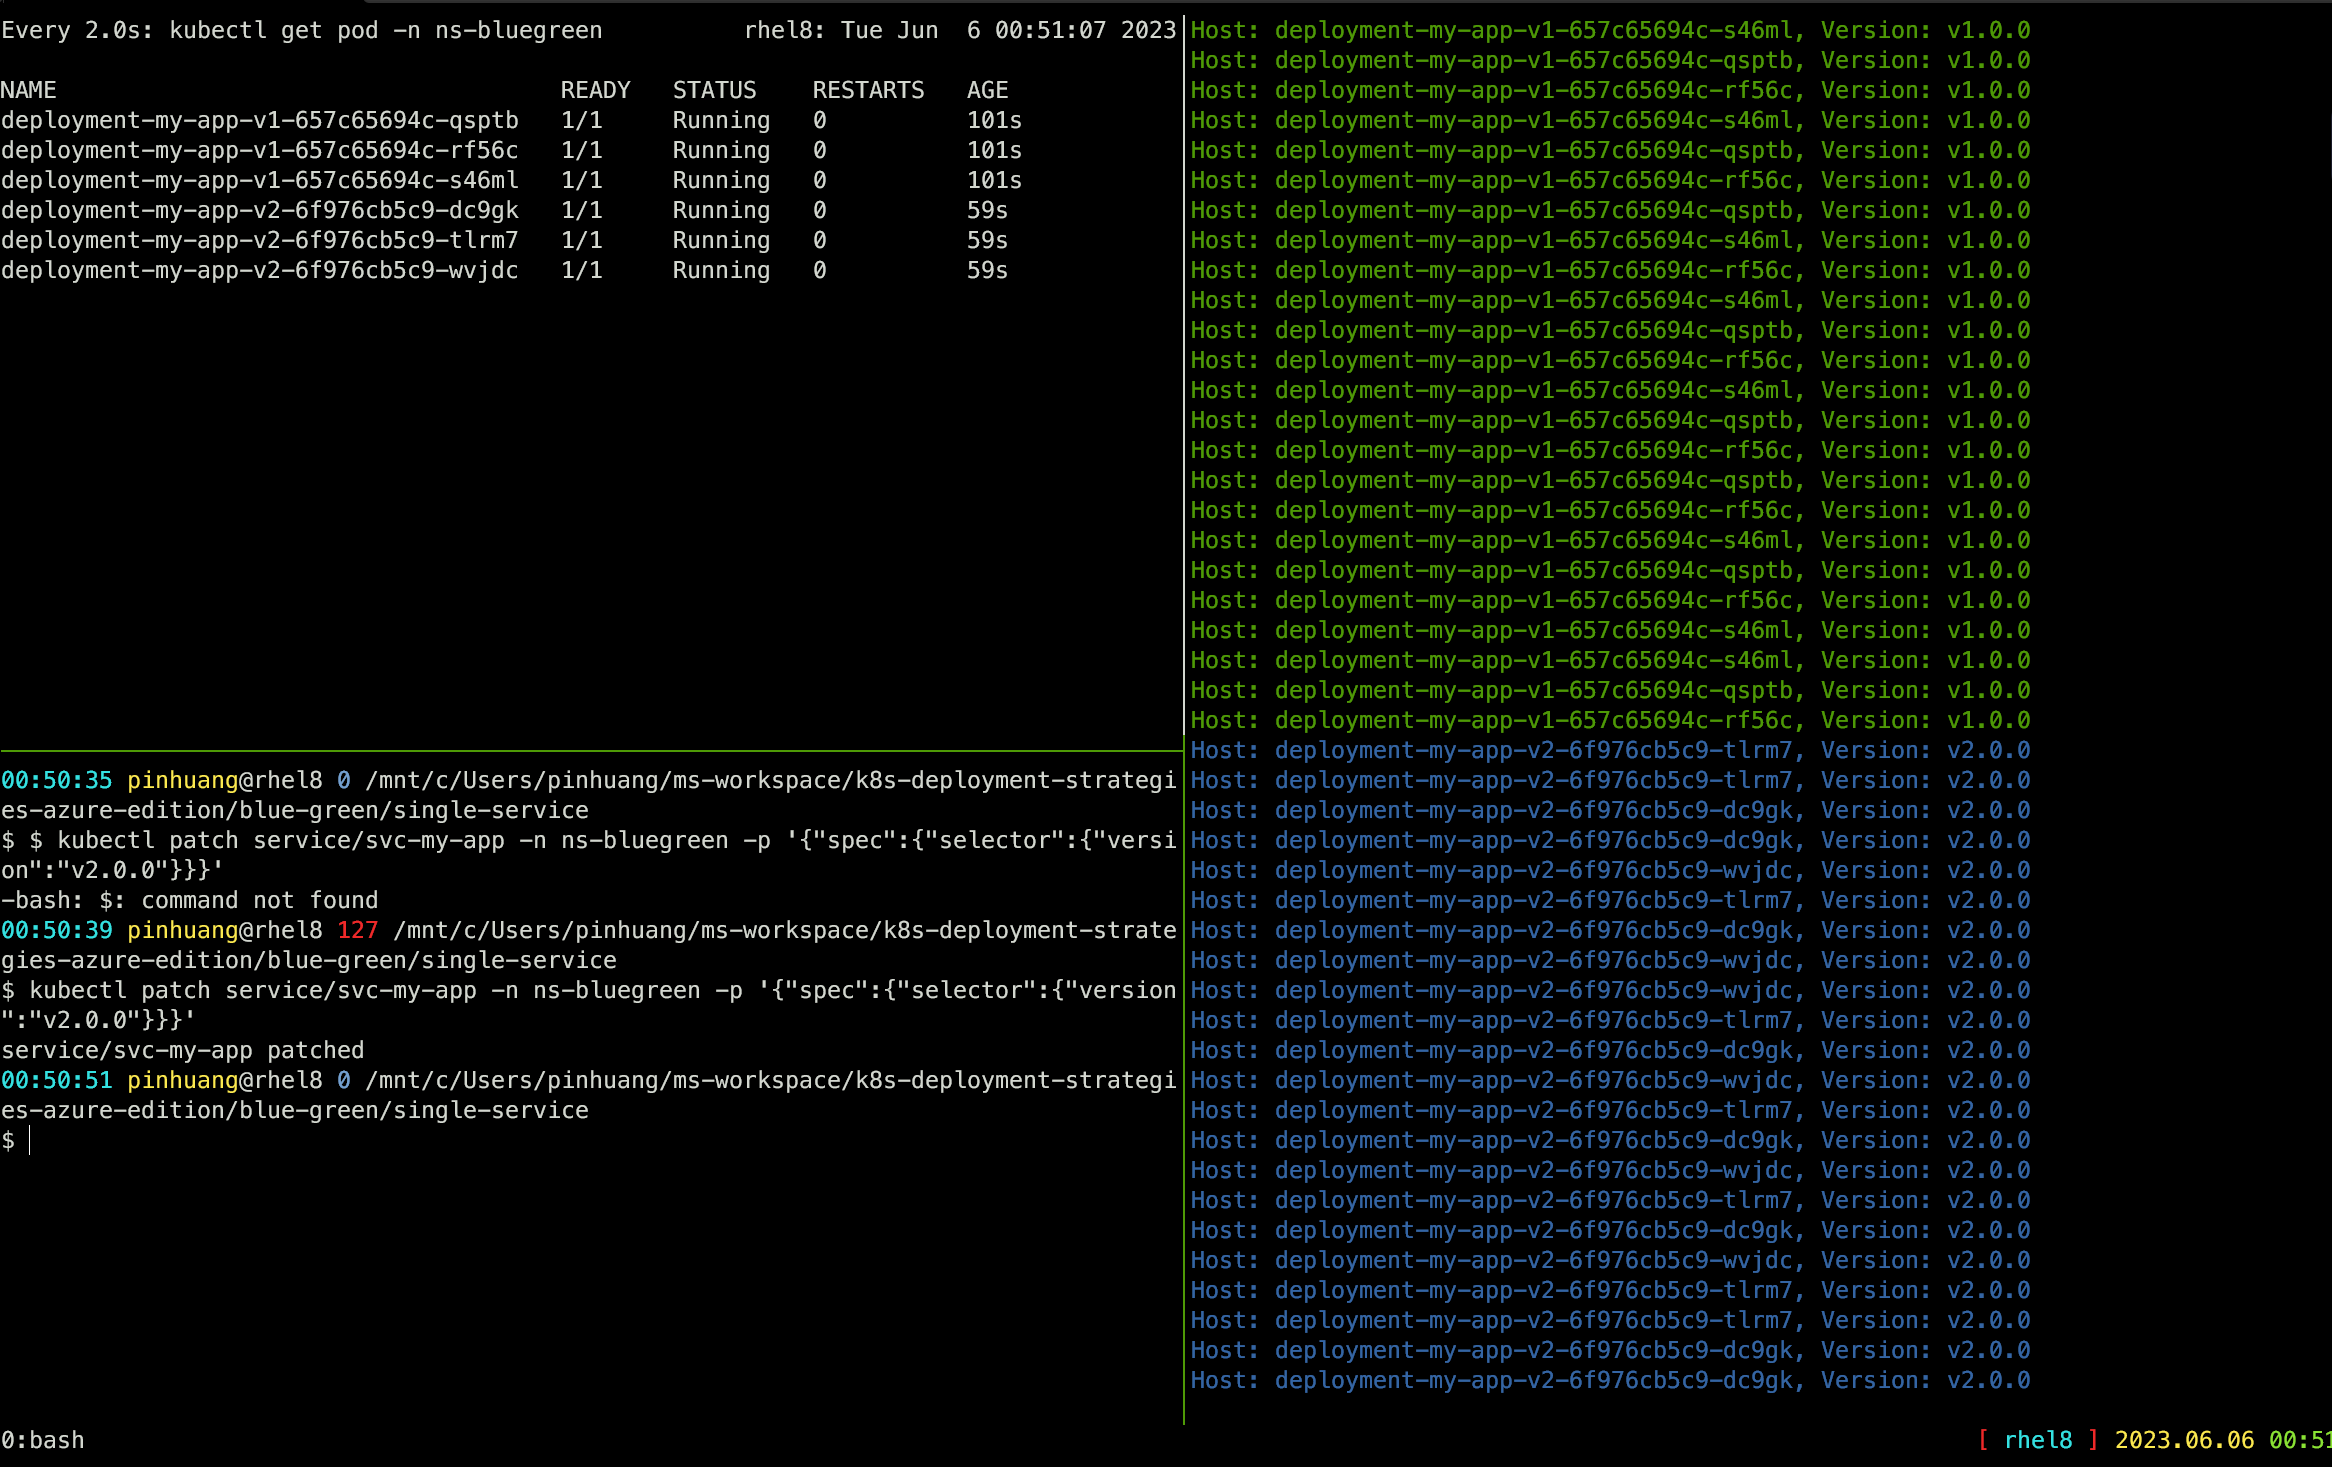 Every 2.0s: kubectl get pod -n ns-bluegreen          rhel8: Tue Jun  6 00:51:07 2023
NAME                                    READY   STATUS    RESTARTS   AGE
deployment-my-app-v1-657c65694c-qsptb   1/1     Running   0          101s
deployment-my-app-v1-657c65694c-rf56c   1/1     Running   0          101s
deployment-my-app-v1-657c65694c-s46ml   1/1     Running   0          101s
deployment-my-app-v2-6f976cb5c9-dc9gk   1/1     Running   0          59s
deployment-my-app-v2-6f976cb5c9-tlrm7   1/1     Running   0          59s
deployment-my-app-v2-6f976cb5c9-wvjdc   1/1     Running   0          59s
00:50:35 pinhuang@rhel8 0 /mnt/c/Users/pinhuang/ms-workspace/k8s-deployment-strategi
es-azure-edition/blue-green/single-service
$ $ kubectl patch service/svc-my-app -n ns-bluegreen -p '{"spec":{"selector":{"versi
on":"v2.0.0"}}}'
-bash: $: command not found
00:50:39 pinhuang@rhel8 127 /mnt/c/Users/pinhuang/ms-workspace/k8s-deployment-strate
gies-azure-edition/blue-green/single-service
$ kubectl patch service/svc-my-app -n ns-bluegreen -p '{"spec":{"selector":{"version
":"v2.0.0"}}}'
service/svc-my-app patched
00:50:51 pinhuang@rhel8 0 /mnt/c/Users/pinhuang/ms-workspace/k8s-deployment-strategi
es-azure-edition/blue-green/single-service
$
Host: deployment-my-app-v1-657c65694c-s46ml, Version: v1.0.0
Host: deployment-my-app-v1-657c65694c-qsptb, Version: v1.0.0
Host: deployment-my-app-v1-657c65694c-rf56c, Version: v1.0.0
Host: deployment-my-app-v1-657c65694c-s46ml, Version: v1.0.0
Host: deployment-my-app-v1-657c65694c-qsptb, Version: v1.0.0
Host: deployment-my-app-v1-657c65694c-rf56c, Version: v1.0.0
Host: deployment-my-app-v1-657c65694c-qsptb, Version: v1.0.0
Host: deployment-my-app-v1-657c65694c-s46ml, Version: v1.0.0
Host: deployment-my-app-v1-657c65694c-rf56c, Version: v1.0.0
Host: deployment-my-app-v1-657c65694c-s46ml, Version: v1.0.0
Host: deployment-my-app-v1-657c65694c-qsptb, Version: v1.0.0
Host: deployment-my-app-v1-657c65694c-rf56c, Version: v1.0.0
Host: deployment-my-app-v1-657c65694c-s46ml, Version: v1.0.0
Host: deployment-my-app-v1-657c65694c-qsptb, Version: v1.0.0
Host: deployment-my-app-v1-657c65694c-rf56c, Version: v1.0.0
Host: deployment-my-app-v1-657c65694c-qsptb, Version: v1.0.0
Host: deployment-my-app-v1-657c65694c-rf56c, Version: v1.0.0
Host: deployment-my-app-v1-657c65694c-s46ml, Version: v1.0.0
Host: deployment-my-app-v1-657c65694c-qsptb, Version: v1.0.0
Host: deployment-my-app-v1-657c65694c-rf56c, Version: v1.0.0
Host: deployment-my-app-v1-657c65694c-s46ml, Version: v1.0.0
Host: deployment-my-app-v1-657c65694c-s46ml, Version: v1.0.0
Host: deployment-my-app-v1-657c65694c-qsptb, Version: v1.0.0
Host: deployment-my-app-v1-657c65694c-rf56c, Version: v1.0.0
Host: deployment-my-app-v2-6f976cb5c9-tlrm7, Version: v2.0.0
Host: deployment-my-app-v2-6f976cb5c9-tlrm7, Version: v2.0.0
Host: deployment-my-app-v2-6f976cb5c9-dc9gk, Version: v2.0.0
Host: deployment-my-app-v2-6f976cb5c9-dc9gk, Version: v2.0.0
Host: deployment-my-app-v2-6f976cb5c9-wvjdc, Version: v2.0.0
Host: deployment-my-app-v2-6f976cb5c9-tlrm7, Version: v2.0.0
Host: deployment-my-app-v2-6f976cb5c9-dc9gk, Version: v2.0.0
Host: deployment-my-app-v2-6f976cb5c9-wvjdc, Version: v2.0.0
Host: deployment-my-app-v2-6f976cb5c9-wvjdc, Version: v2.0.0
Host: deployment-my-app-v2-6f976cb5c9-tlrm7, Version: v2.0.0
Host: deployment-my-app-v2-6f976cb5c9-dc9gk, Version: v2.0.0
Host: deployment-my-app-v2-6f976cb5c9-wvjdc, Version: v2.0.0
Host: deployment-my-app-v2-6f976cb5c9-tlrm7, Version: v2.0.0
Host: deployment-my-app-v2-6f976cb5c9-dc9gk, Version: v2.0.0
Host: deployment-my-app-v2-6f976cb5c9-wvjdc, Version: v2.0.0
Host: deployment-my-app-v2-6f976cb5c9-tlrm7, Version: v2.0.0
Host: deployment-my-app-v2-6f976cb5c9-dc9gk, Version: v2.0.0
Host: deployment-my-app-v2-6f976cb5c9-wvjdc, Version: v2.0.0
Host: deployment-my-app-v2-6f976cb5c9-tlrm7, Version: v2.0.0
Host: deployment-my-app-v2-6f976cb5c9-tlrm7, Version: v2.0.0
Host: deployment-my-app-v2-6f976cb5c9-dc9gk, Version: v2.0.0
Host: deployment-my-app-v2-6f976cb5c9-dc9gk, Version: v2.0.0
0:bash
[ rhel8 ] 2023.06.06 00:51